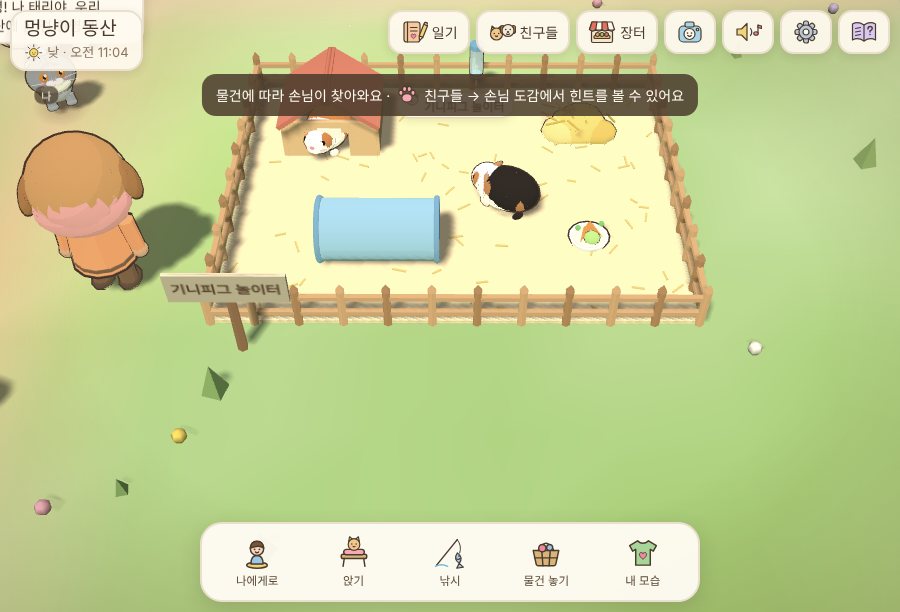 멍냥이 동산
낮 · 오전 11:04
나
일기
친구들
장터
물건에 따라 손님이 찾아와요 · 친구들 → 손님 도감에서 힌트를 볼 수 있어요
기니피그 놀이터
나에게로
앉기
낚시
물건 놓기
내 모습